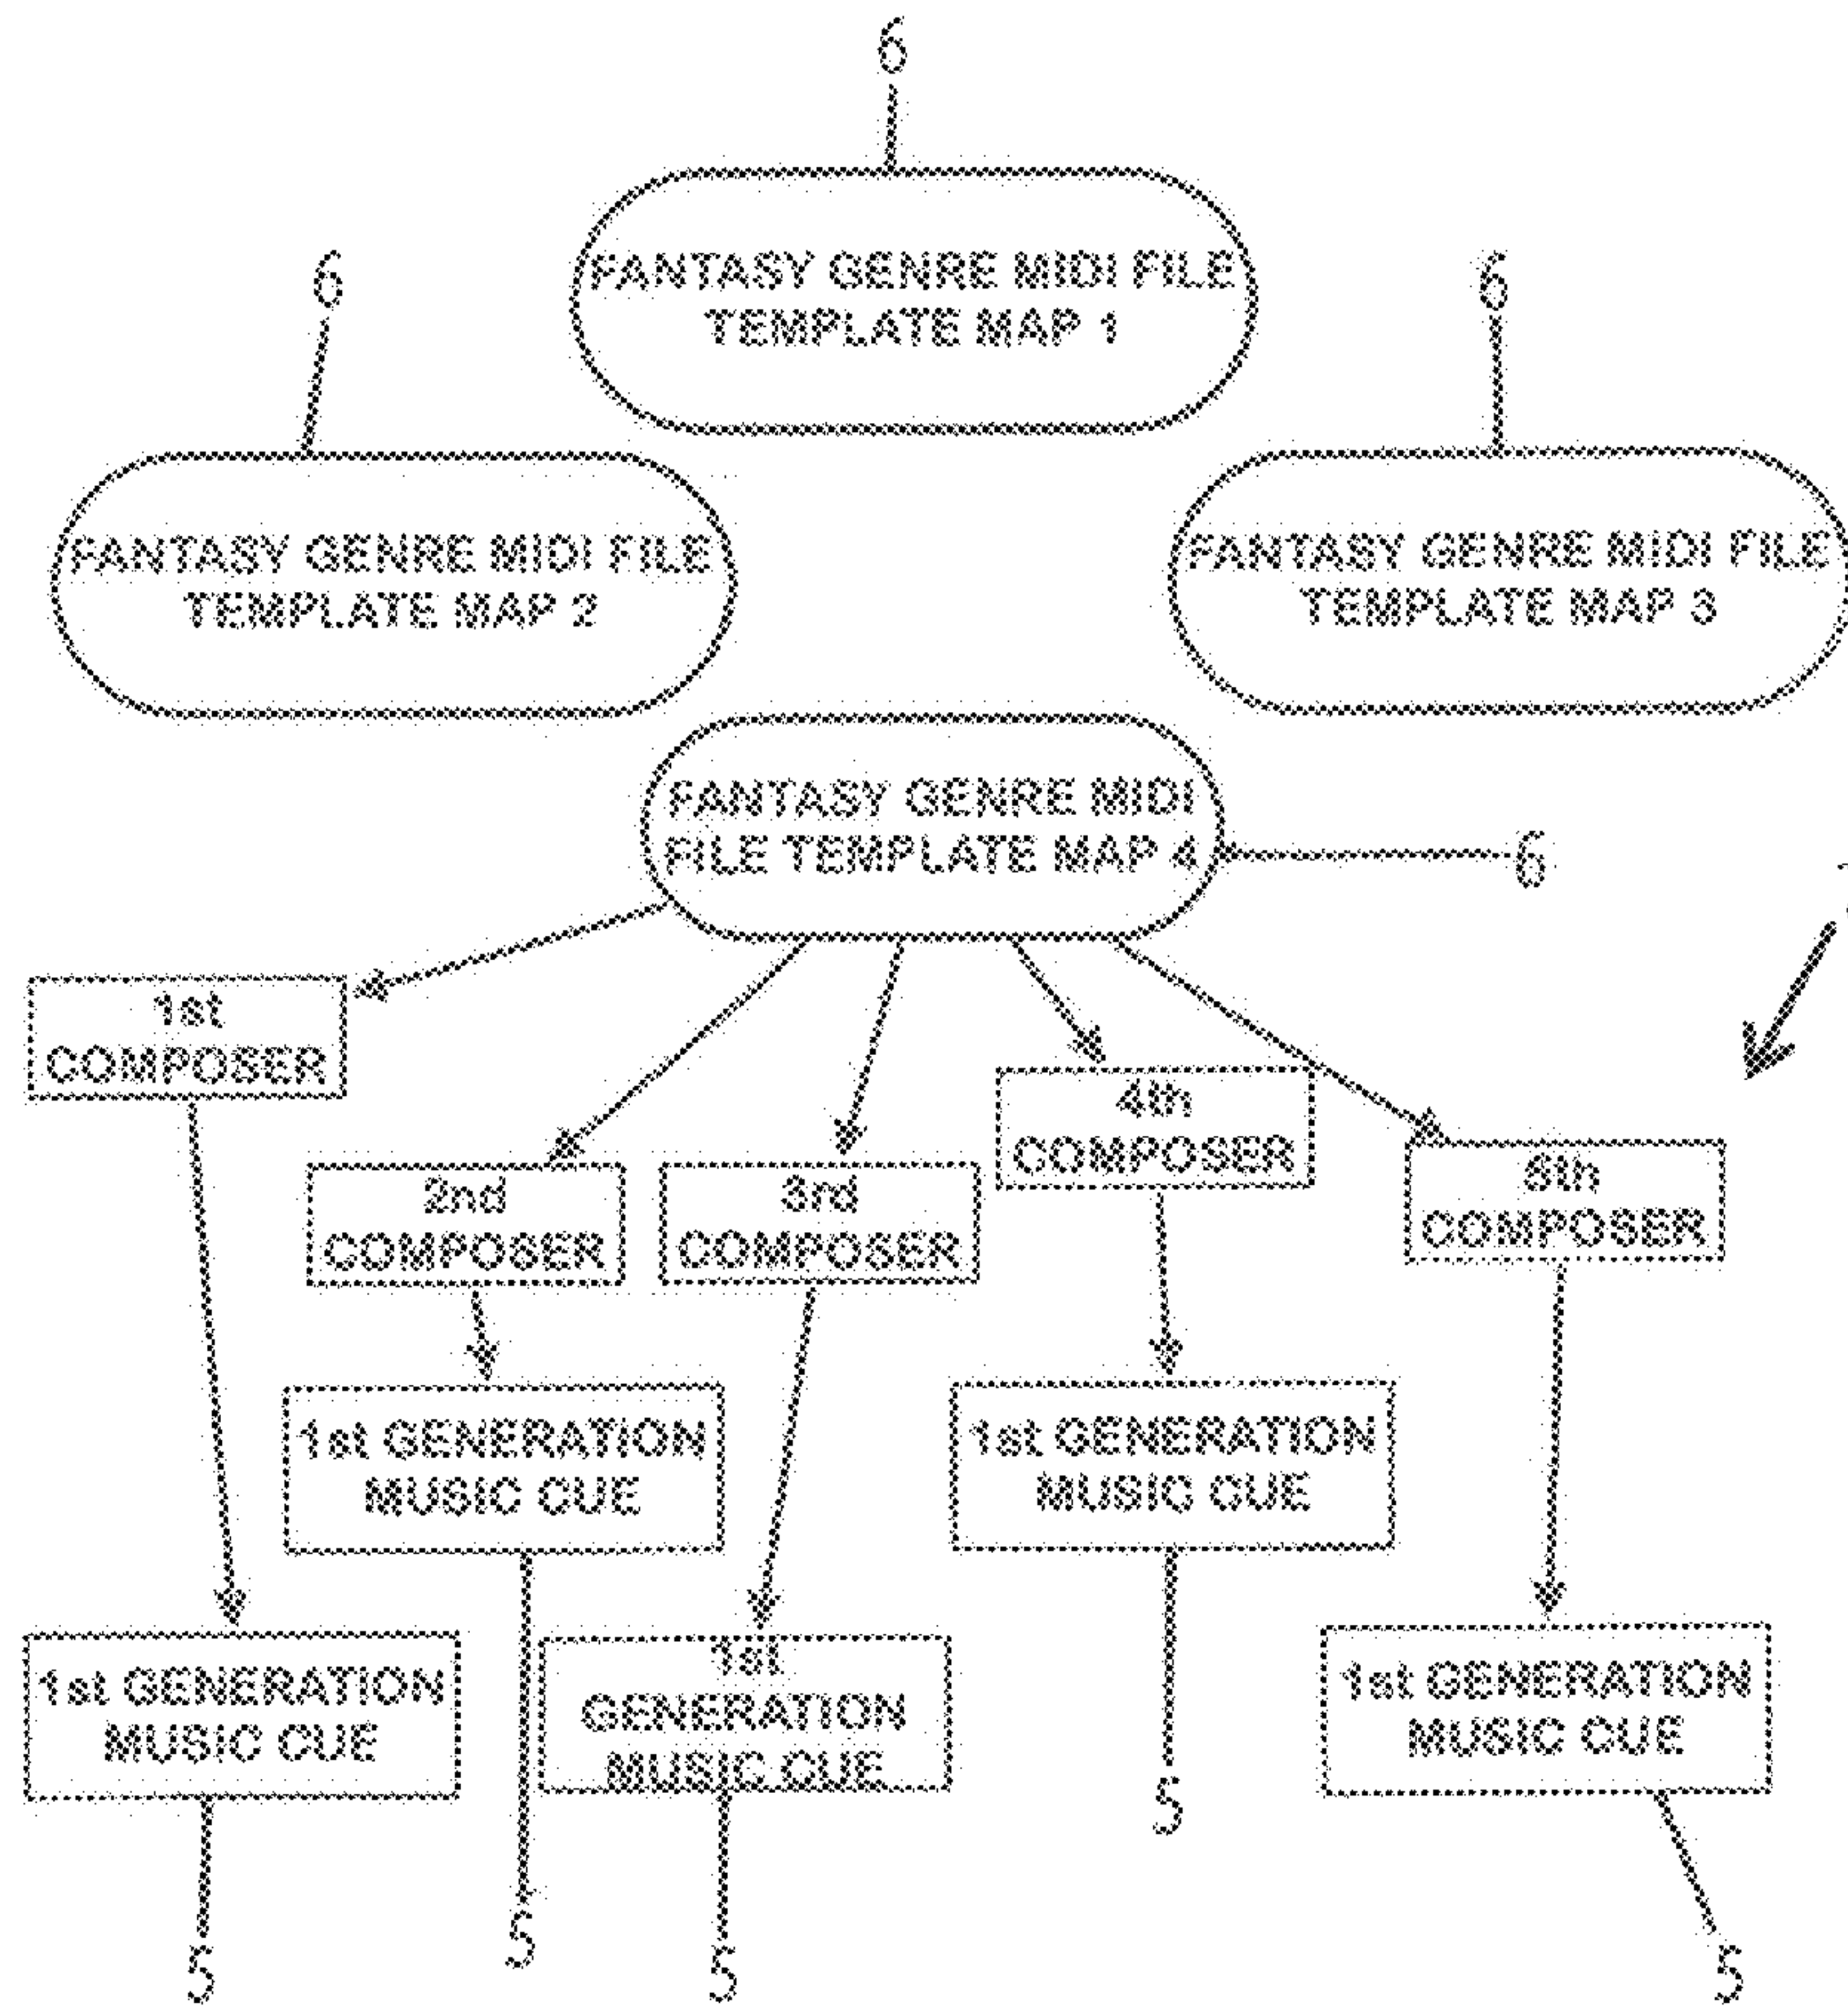 6
FANTASY GENRE MIDI FILE
TEMPLATE MAP 1
6
FANTASY GENRE MIDI FILE
TEMPLATE MAP 2
6
FANTASY GENRE MIDI FILE
TEMPLATE MAP 3
FANTASY GENRE MIDI
FILE TEMPLATE MAP 4
6
1st
COMPOSER
2nd
COMPOSER
3rd
COMPOSER
4th
COMPOSER
5th
COMPOSER
1st GENERATION
MUSIC CUE
1st GENERATION
MUSIC CUE
1st GENERATION
MUSIC CUE
1st
GENERATION
MUSIC CUE
1st GENERATION
MUSIC CUE
5
5
5
5
5